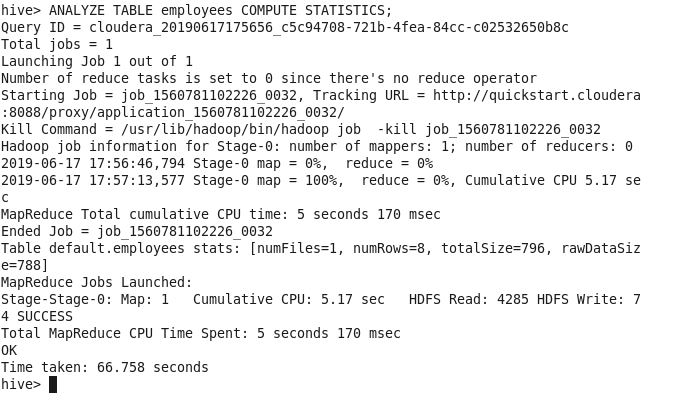 hive> ANALYZE TABLE employees COMPUTE STATISTICS;
Query ID = cloudera_20190617175656_c5c94708-721b-4fea-84cc-c02532650b8c
Total jobs = 1
Launching Job 1 out of 1
Number of reduce tasks is set to 0 since there's no reduce operator
Starting Job = job_1560781102226_0032, Tracking URL = http://quickstart.cloudera
:8088/proxy/application_1560781102226_0032/
Kill Command = /usr/lib/hadoop/bin/hadoop job  -kill job_1560781102226_0032
Hadoop job information for Stage-0: number of mappers: 1; number of reducers: 0
2019-06-17 17:56:46,794 Stage-0 map = 0%,  reduce = 0%
2019-06-17 17:57:13,577 Stage-0 map = 100%,  reduce = 0%, Cumulative CPU 5.17 se
c
MapReduce Total cumulative CPU time: 5 seconds 170 msec
Ended Job = job_1560781102226_0032
Table default.employees stats: [numFiles=1, numRows=8, totalSize=796, rawDataSiz
e=788]
MapReduce Jobs Launched:
Stage-Stage-0: Map: 1   Cumulative CPU: 5.17 sec   HDFS Read: 4285 HDFS Write: 7
4 SUCCESS
Total MapReduce CPU Time Spent: 5 seconds 170 msec
OK
Time taken: 66.758 seconds
hive>